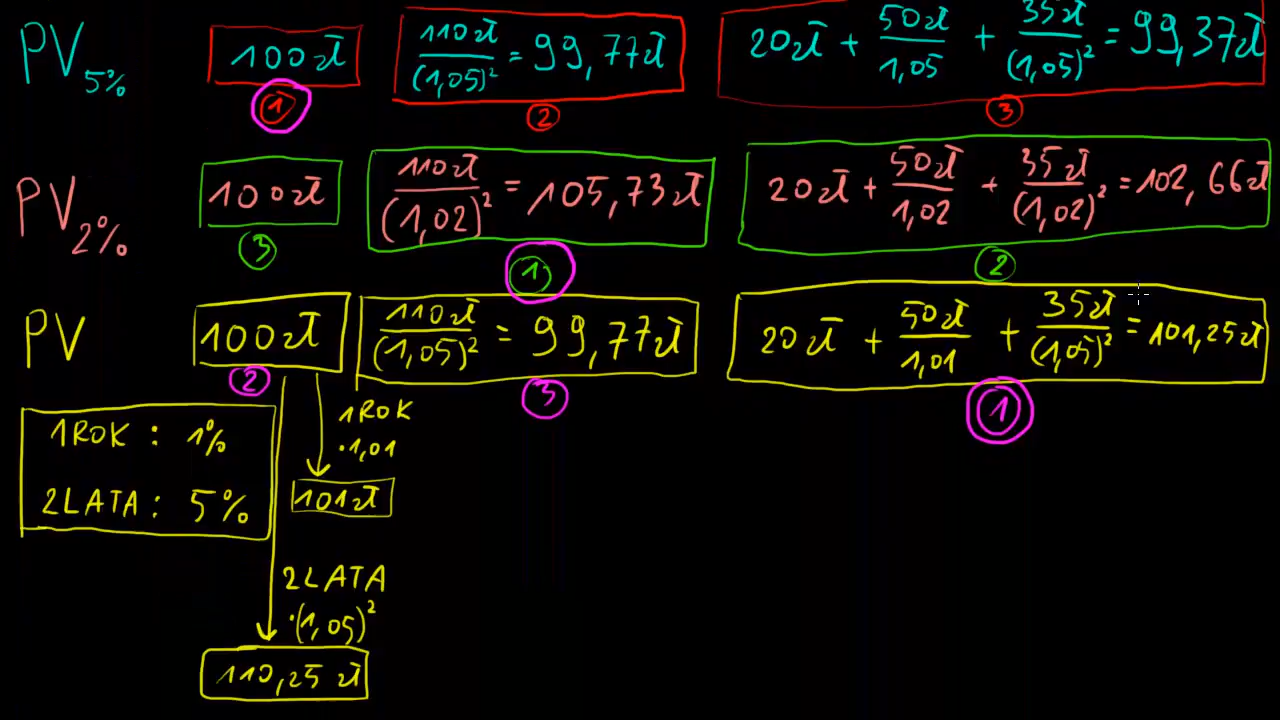 PV5% 100zł 110zł/(1,05)² = 99,77zł 20zł + 50zł/1,05 + 35zł/(1,05)² = 99,37zł
1 2 3
PV2% 100zł 110zł/(1,02)² = 105,73zł 20zł + 50zł/1,02 + 35zł/(1,02)² = 102,66zł
3 1 2
PV 100zł 110zł/(1,05)² = 99,77zł 20zł + 50zł/1,01 + 35zł/(1,05)² = 101,25zł
2 3 1
1ROK : 1%
2LATA : 5%
1ROK
·1,01
101zł
2LATA
·(1,05)²
110,25 zł